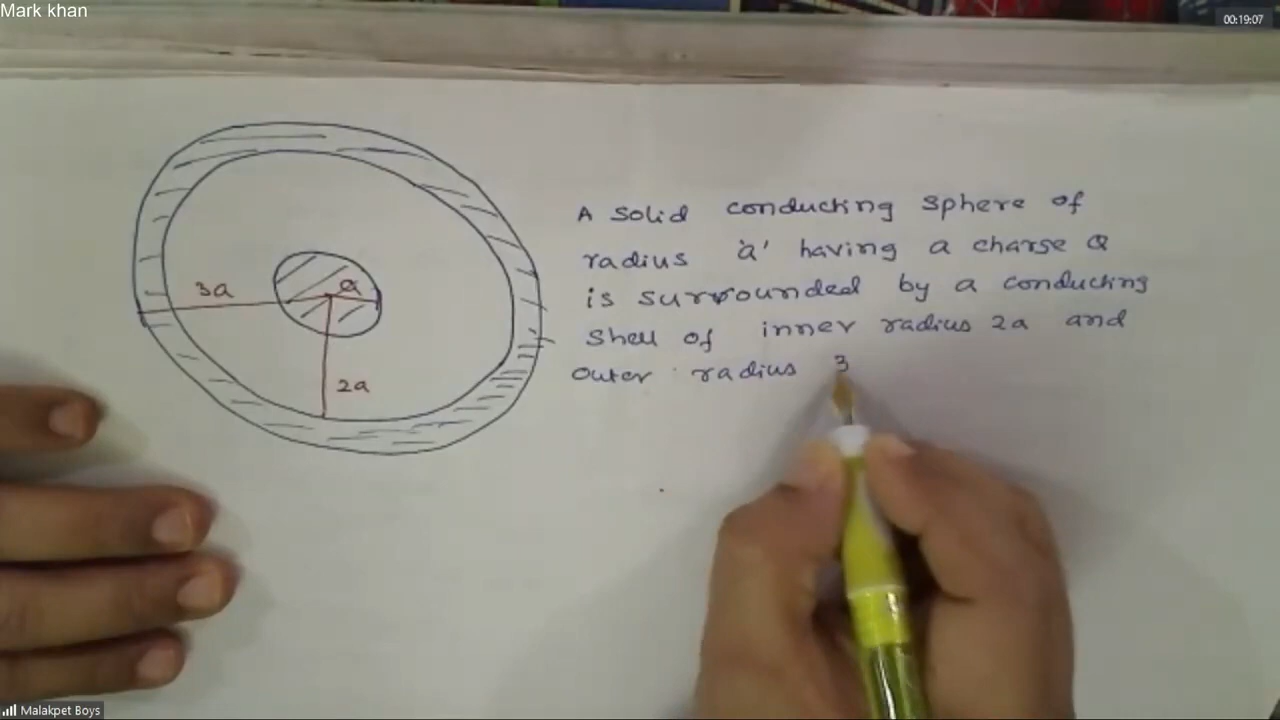 Mark khan
00:19:07
A solid conducting sphere of
radius 'a' having a charge Q
is surrounded by a conducting
shell of inner radius 2a and
outer radius 3
3a
a
2a
Malakpet Boys